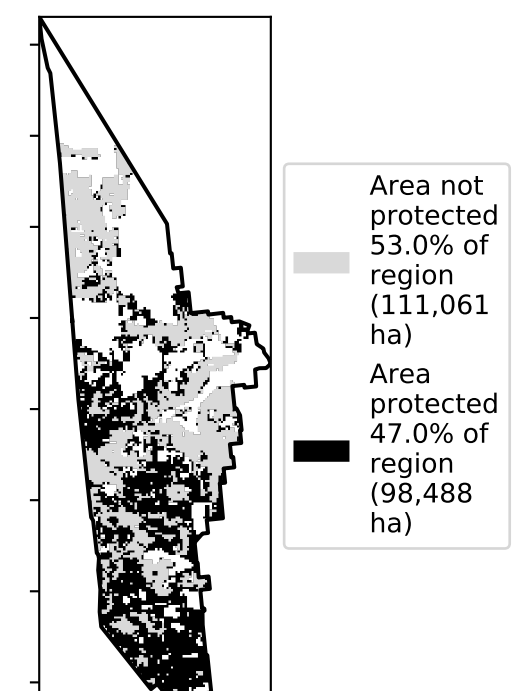 Area not
protected
53.0% of
region
(111,061
ha)
Area
protected
47.0% of
region
(98,488
ha)